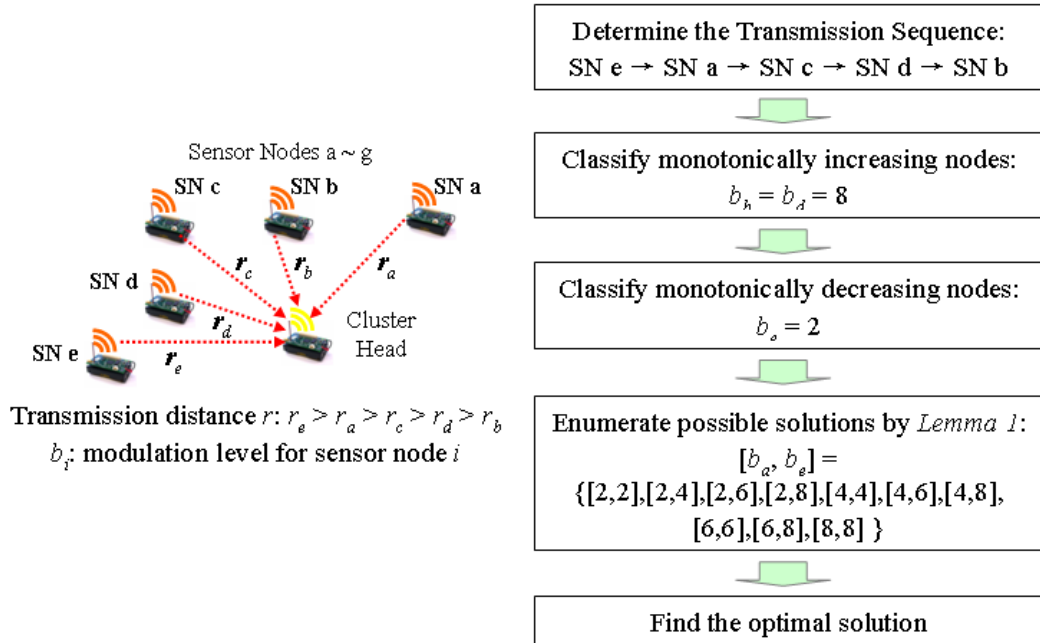 Determine the Transmission Sequence:
SN e → SN a → SN c → SN d → SN b
Classify monotonically increasing nodes:
b_b = b_d = 8
Classify monotonically decreasing nodes:
b_e = 2
Enumerate possible solutions by Lemma 1:
[b_a, b_e] =
{[2,2],[2,4],[2,6],[2,8],[4,4],[4,6],[4,8],
[6,6],[6,8],[8,8] }
Find the optimal solution
Sensor Nodes a ~ g
SN c
SN b
SN a
r_c
r_b
r_a
SN d
r_d
Cluster
Head
SN e
r_e
Transmission distance r: r_e > r_a > r_c > r_d > r_b
b_i: modulation level for sensor node i